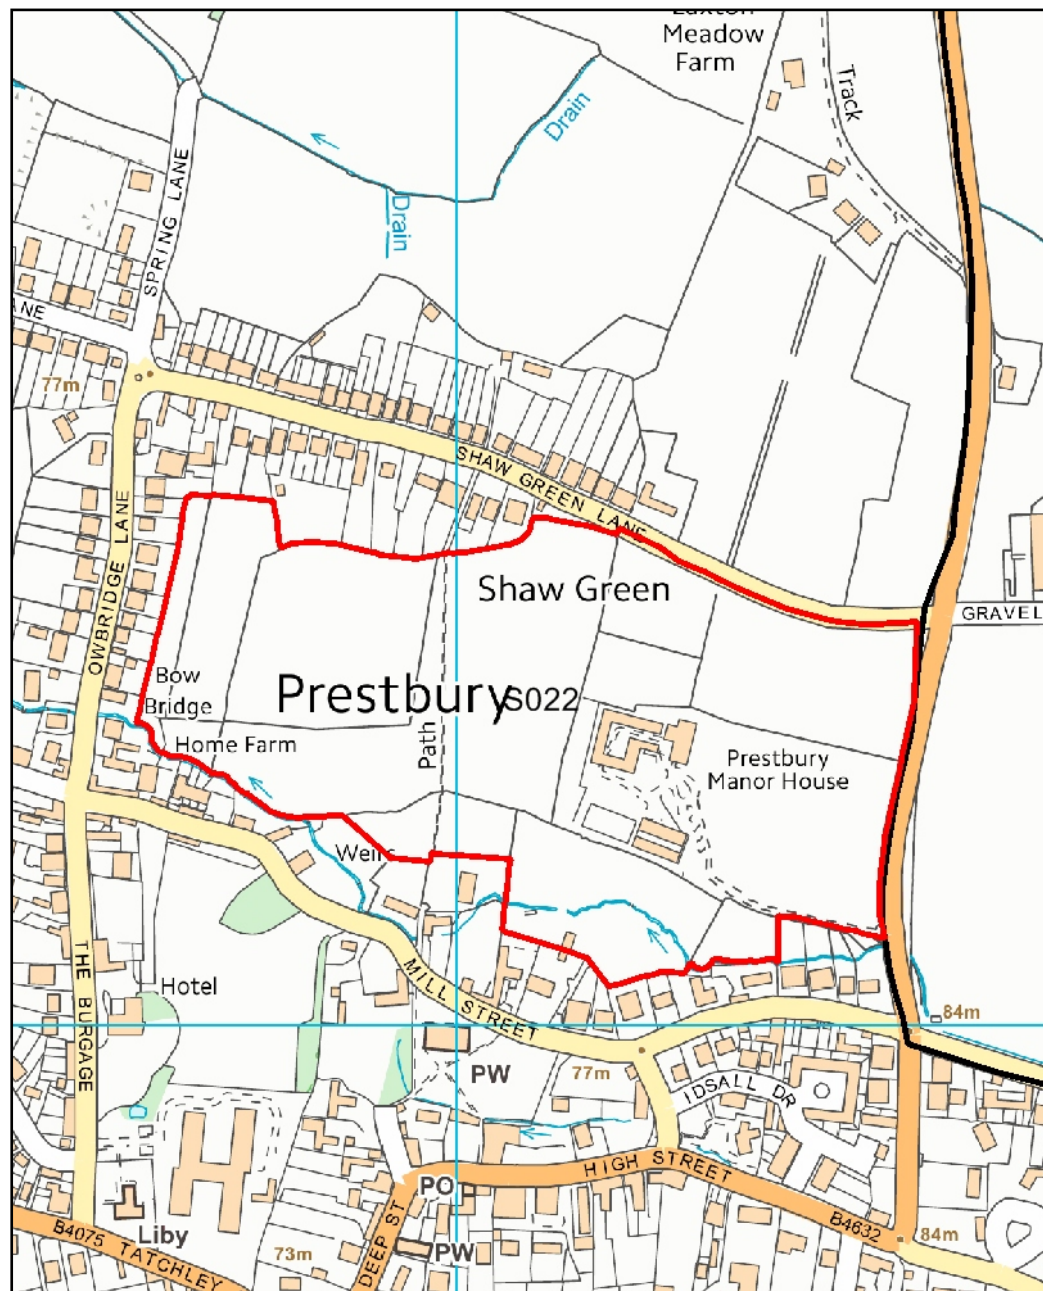 Meadow
Farm
Track
Drain
Drain
SPRING LANE
ANE
77m
SHAW GREEN LANE
OWBRIDGE LANE
Shaw Green
GRAVEL
Bow
Bridge
Prestbury
S022
Home Farm
Path
Prestbury
Manor House
Weirs
MILL STREET
THE BURGAGE
Hotel
84m
PW
77m
IDSALL DR
HIGH STREET
PO
DEEP ST
B4632
84m
Liby
PW
73m
B4075 TATCHLEY